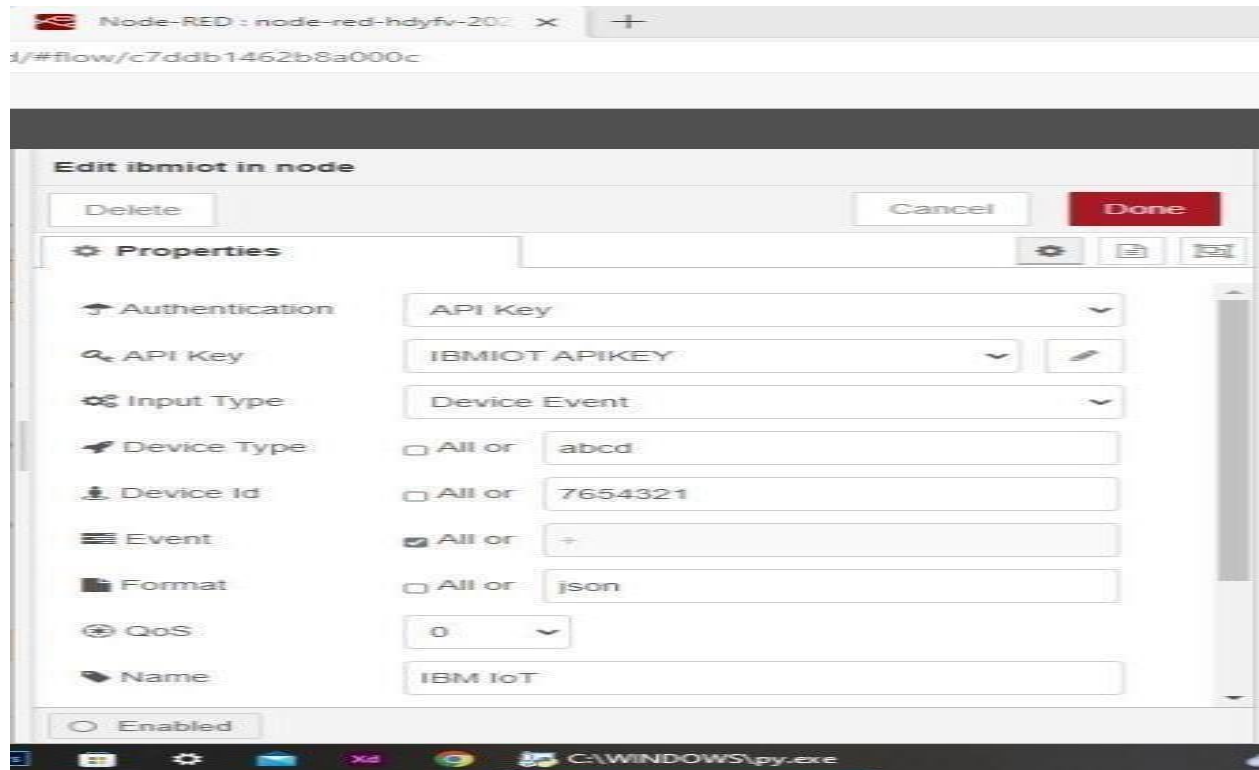 Node-RED : node-red-hdyfv-202
d/#flow/c7ddb1462b8a000c
Edit ibmiot in node
Delete Cancel Done
Properties
Authentication API Key
API Key IBMIOT APIKEY
Input Type Device Event
Device Type All or abcd
Device Id All or 7654321
Event All or +
Format All or json
QoS 0
Name IBM IoT
Enabled
Xd C:\WINDOWS\py.exe